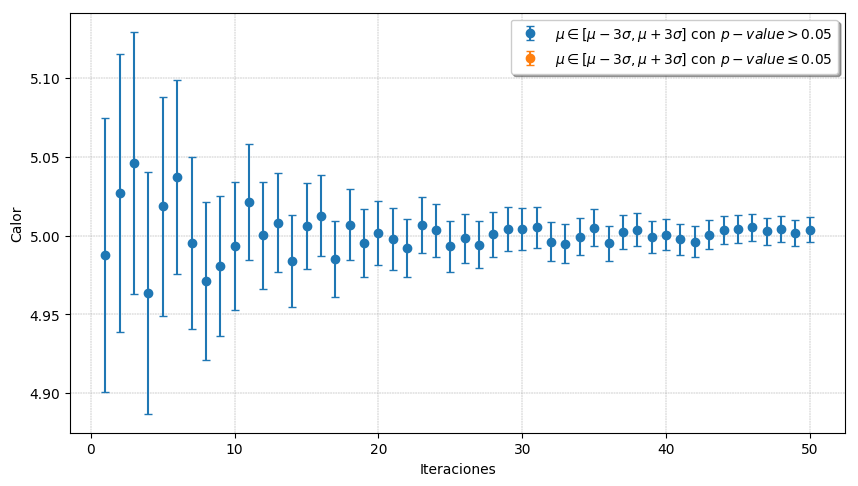 μ ∈ [μ − 3σ, μ + 3σ] con p − value > 0.05
μ ∈ [μ − 3σ, μ + 3σ] con p − value ≤ 0.05
5.10
5.05
5.00
4.95
4.90
Calor
0 10 20 30 40 50
Iteraciones